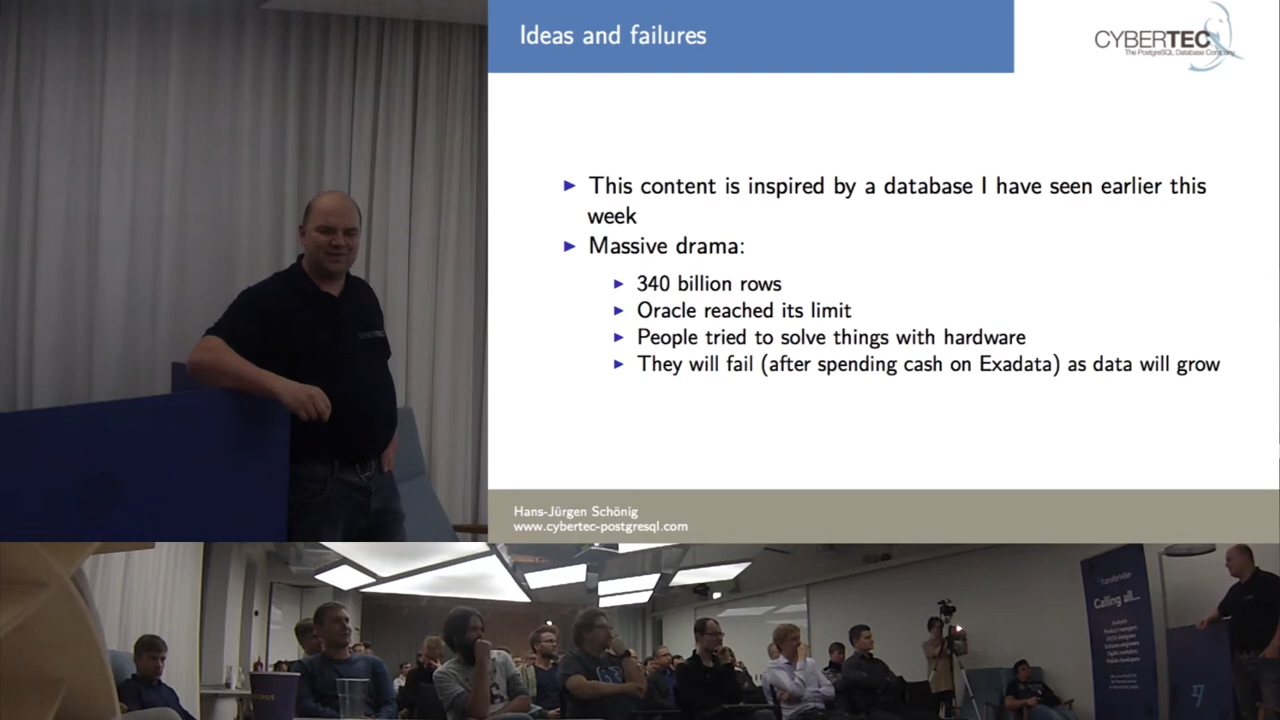 Ideas and failures
CYBERTEC
The PostgreSQL Database Company
This content is inspired by a database I have seen earlier this
week
Massive drama:
340 billion rows
Oracle reached its limit
People tried to solve things with hardware
They will fail (after spending cash on Exadata) as data will grow
Hans-Jürgen Schönig
www.cybertec-postgresql.com
CYBERTEC
TransferWise
Calling all...